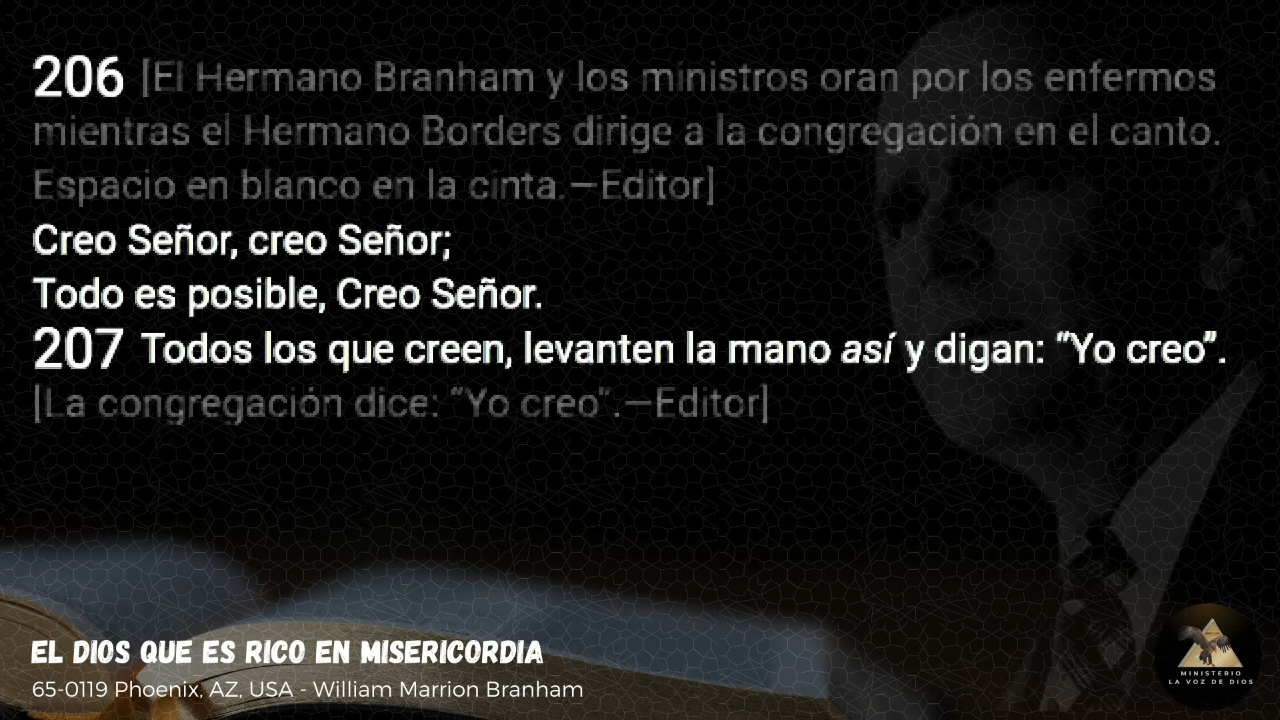 206 [El Hermano Branham y los ministros oran por los enfermos
mientras el Hermano Borders dirige a la congregación en el canto.
Espacio en blanco en la cinta.—Editor]
Creo Señor, creo Señor;
Todo es posible, Creo Señor.
207 Todos los que creen, levanten la mano así y digan: “Yo creo”.
[La congregación dice: “Yo creo”.—Editor]
EL DIOS QUE ES RICO EN MISERICORDIA
65-0119 Phoenix, AZ, USA - William Marrion Branham
MINISTERIO
LA VOZ DE DIOS